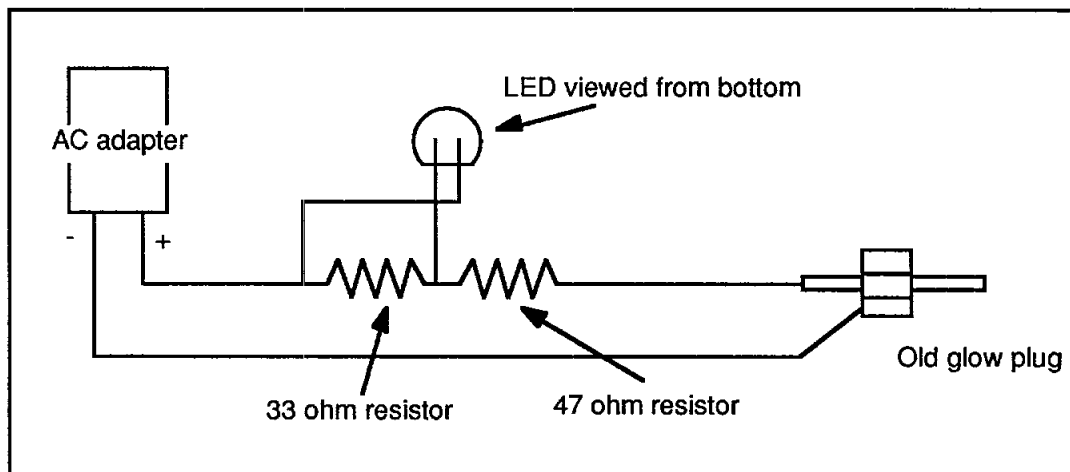 LED viewed from bottom
AC adapter
-
+
Old glow plug
33 ohm resistor
47 ohm resistor